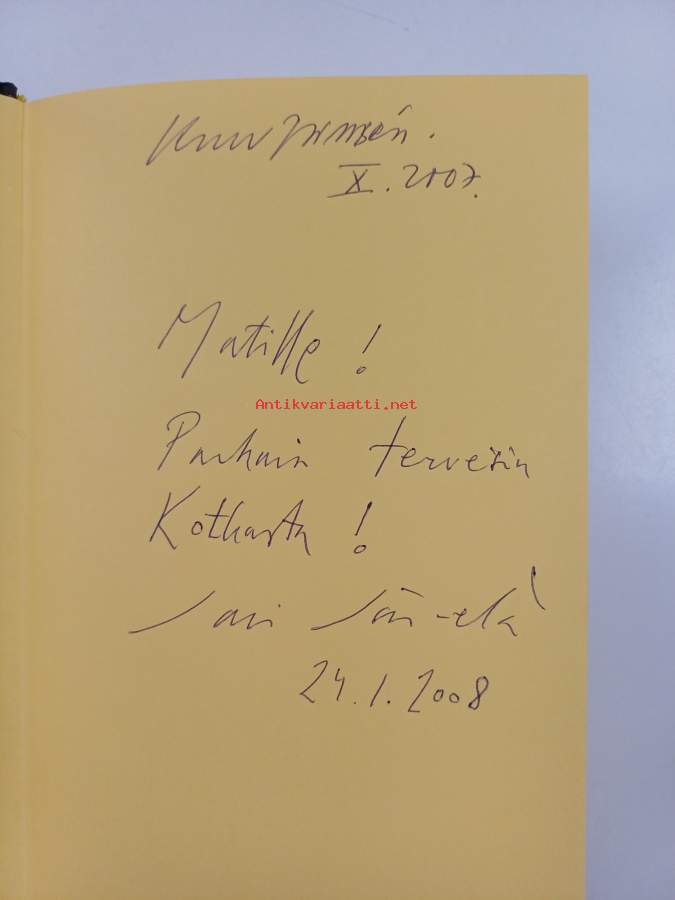 X. 2007.
Matille !
Antikvariaatti.net
Parhain terveisin
Kotkasta !
24.1.2008